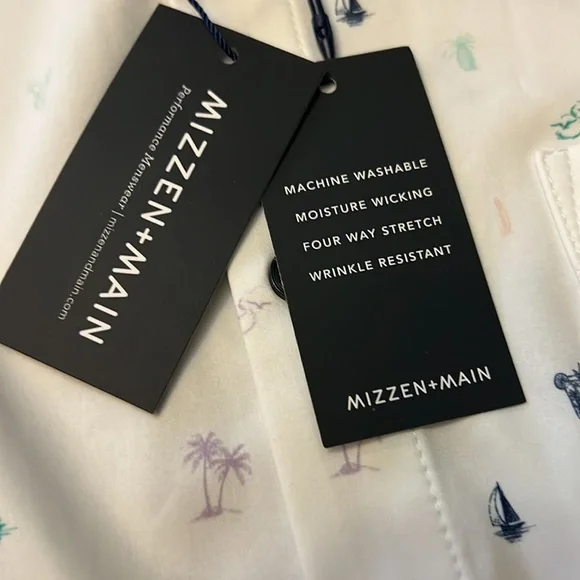 MIZZEN+MAIN
Performance Menswear | mizzenandmain.com
MACHINE WASHABLE
MOISTURE WICKING
FOUR WAY STRETCH
WRINKLE RESISTANT
MIZZEN+MAIN